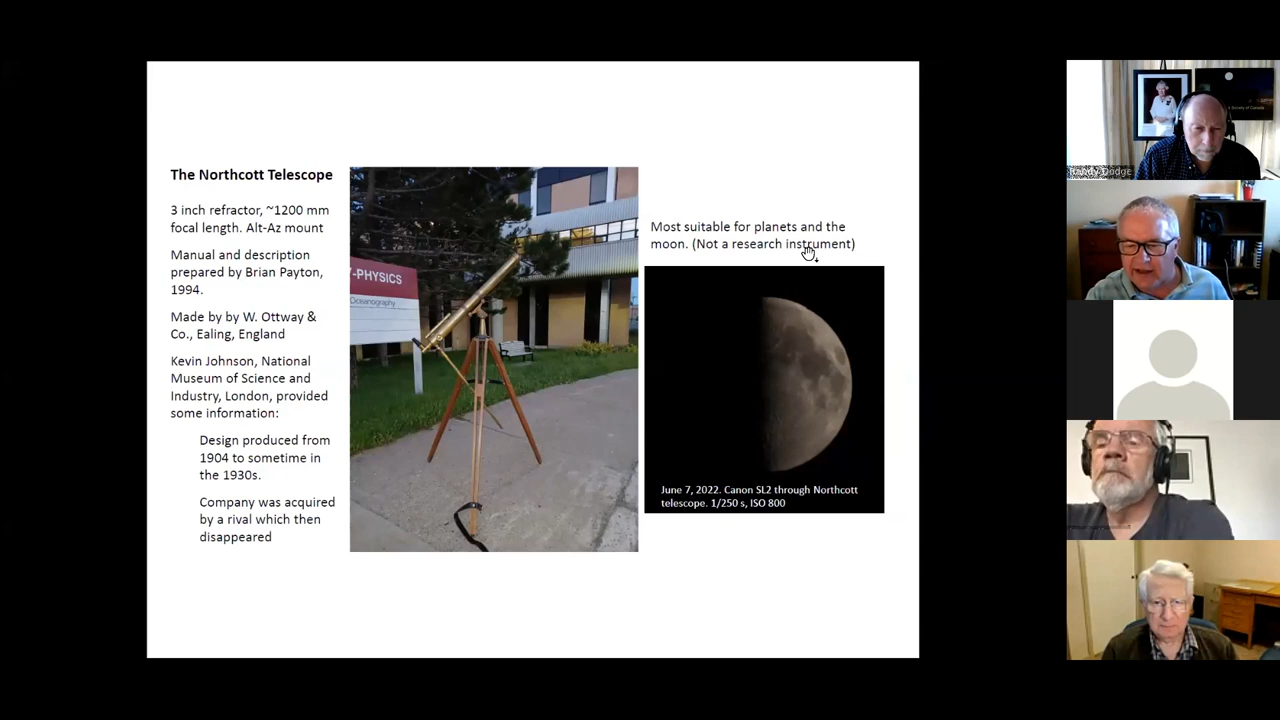 The Northcott Telescope
3 inch refractor, ~1200 mm
focal length. Alt-Az mount
Manual and description
prepared by Brian Payton,
1994.
Made by by W. Ottway &
Co., Ealing, England
Kevin Johnson, National
Museum of Science and
Industry, London, provided
some information:
Design produced from
1904 to sometime in
the 1930s.
Company was acquired
by a rival which then
disappeared
Y-PHYSICS
Oceanography
Most suitable for planets and the
moon. (Not a research instrument)
June 7, 2022. Canon SL2 through Northcott
telescope. 1/250 s, ISO 800
Randy Dodge
Society of Canada